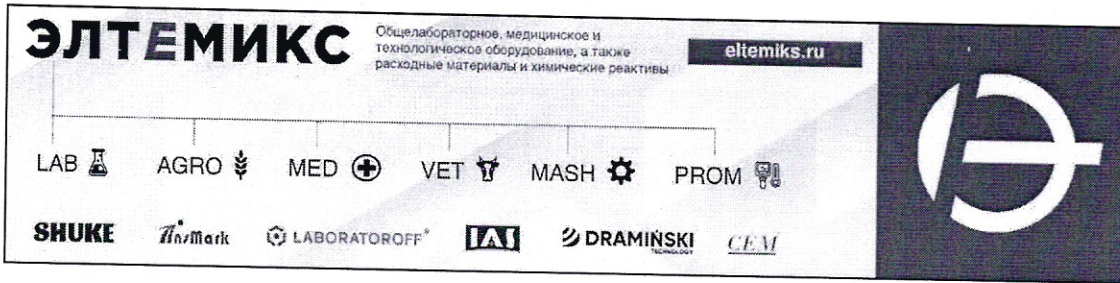 ЭЛТЕМИКС
Общелабораторное, медицинское и
технологическое оборудование, а также
расходные материалы и химические реактивы
eltemiks.ru
LAB AGRO MED VET MASH PROM
SHUKE LABORATOROFF® IAS DRAMIŃSKI CEM
TECHNOLOGY